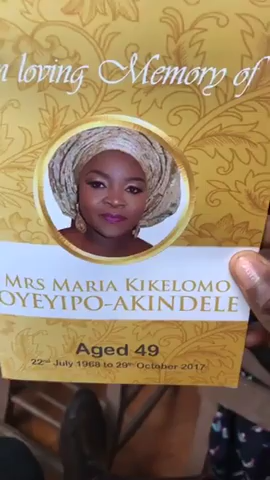 n loving Memory of
MRS MARIA KIKELOMO
OYEYIPO-AKINDELE
Aged 49
22nd July 1968 to 29th October 2017